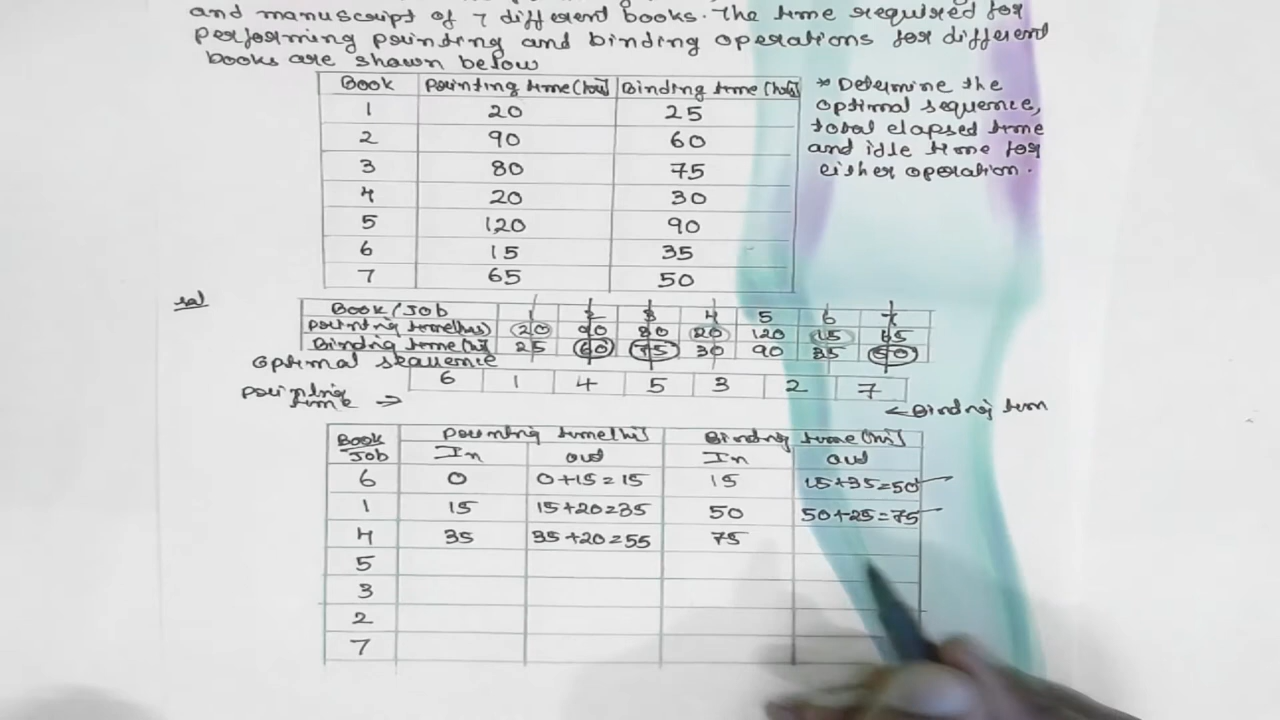 and manuscript of 7 different books. The time required for
performing printing and binding operations for different
books are shown below
Book Printing time (hrs) Binding time (hrs)
1 20 25
2 90 60
3 80 75
4 20 30
5 120 90
6 15 35
7 65 50
* Determine the
optimal sequence,
total elapsed time
and idle time for
either operation.
sol
Book/Job 1 2 3 4 5 6 7
Printing time (hrs) 20 90 80 20 120 15 65
Binding time (hr) 25 60 75 30 90 35 50
optimal sequence
6 1 4 5 3 2 7
Printing
time →
← Binding tim
Book
Job
Printing time (hr) Binding time (hr)
In out In out
6 0 0+15=15 15 15+35=50
1 15 15+20=35 50 50+25=75
4 35 35+20=55 75
5
3
2
7